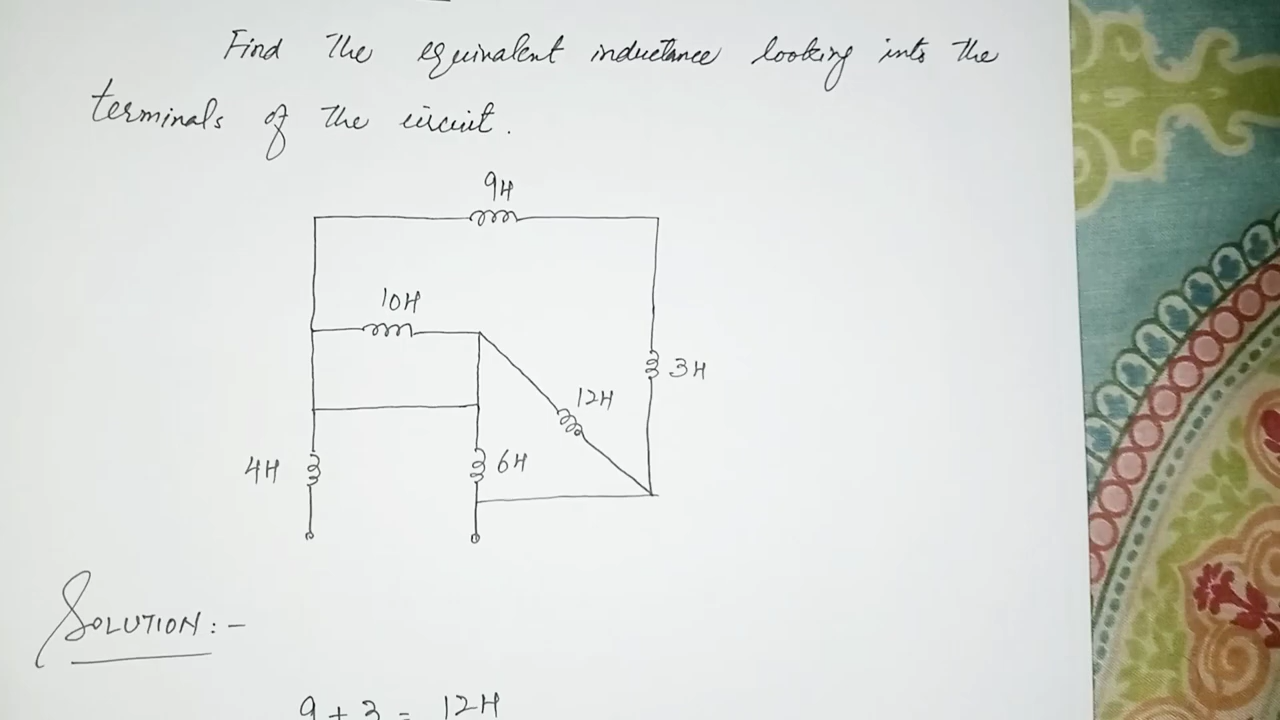 Find the equivalent inductance looking into the
terminals of the circuit.
9H
10H
12H
3H
4H
6H
SOLUTION:-
9 + 3 = 12H